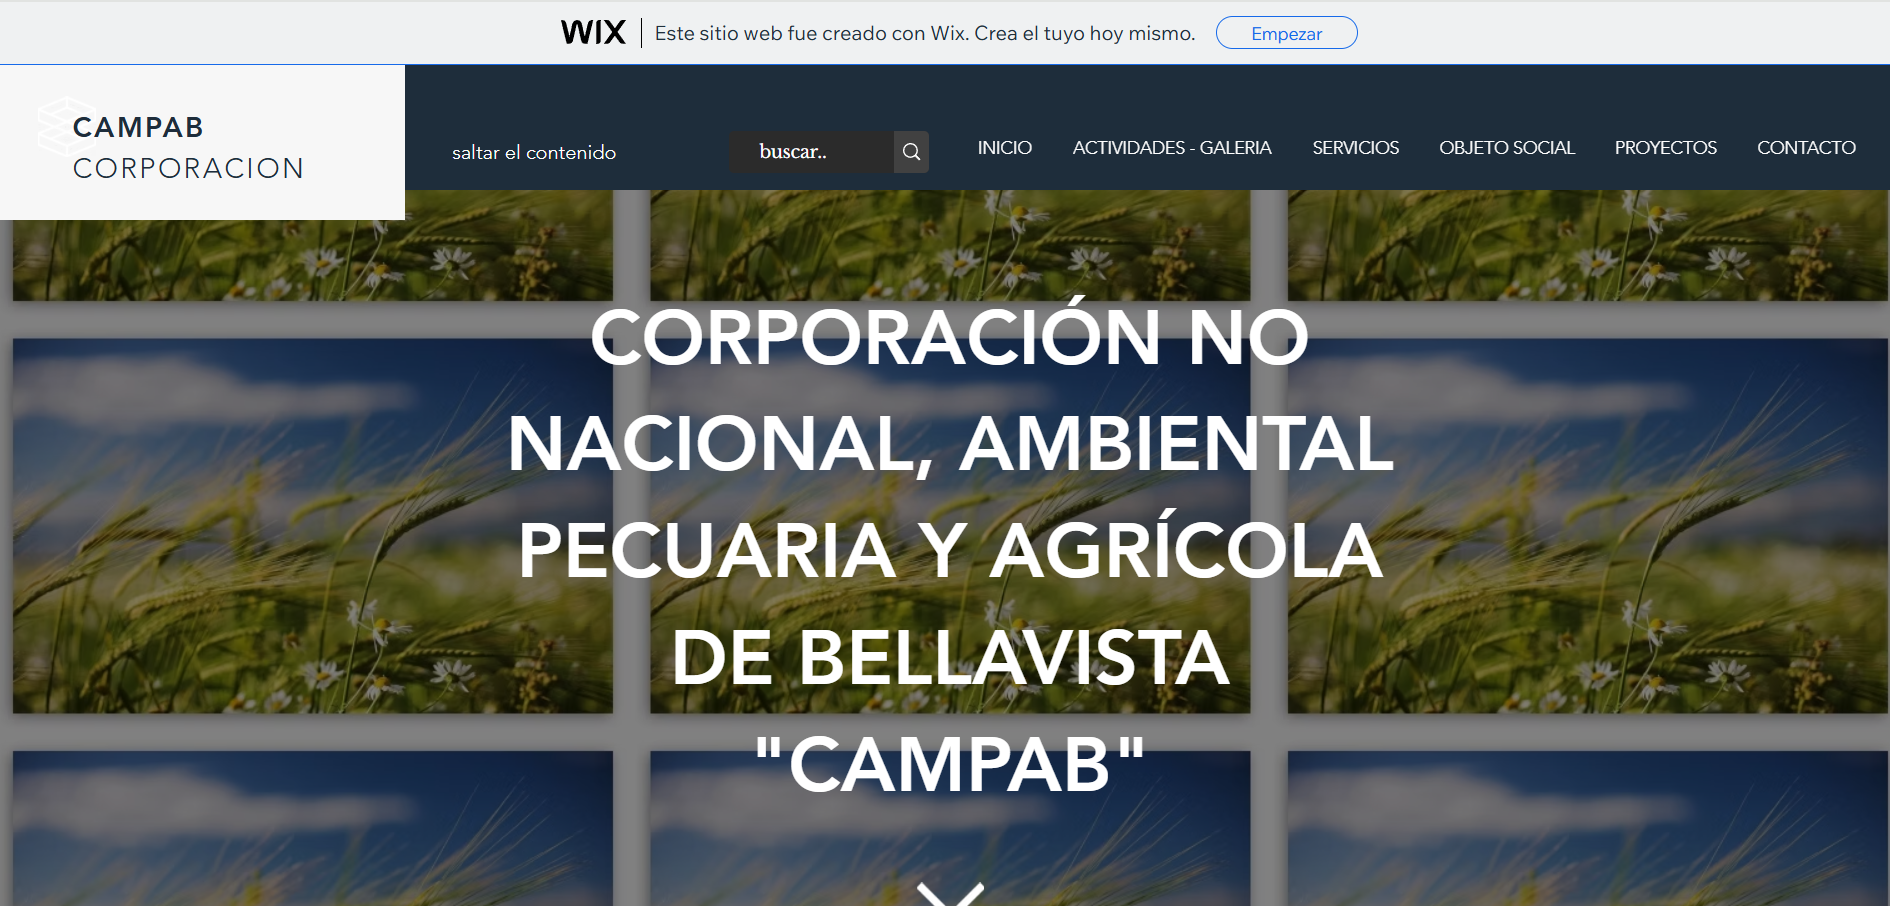 WIX
Este sitio web fue creado con Wix. Crea el tuyo hoy mismo.
Empezar
CAMPAB
CORPORACION
saltar el contenido
buscar..
INICIO
ACTIVIDADES - GALERIA
SERVICIOS
OBJETO SOCIAL
PROYECTOS
CONTACTO
CORPORACIÓN NO
NACIONAL, AMBIENTAL
PECUARIA Y AGRÍCOLA
DE BELLAVISTA
"CAMPAB"